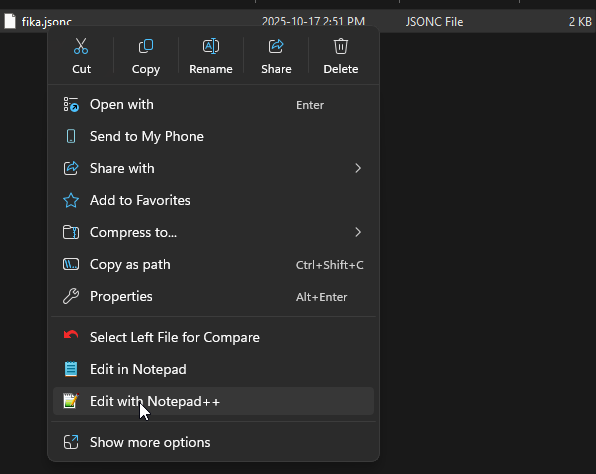 fika.jsonc 2025-10-17 2:51 PM JSONC File 2 KB
Cut Copy Rename Share Delete
Open with Enter
Send to My Phone
Share with
Add to Favorites
Compress to...
Copy as path Ctrl+Shift+C
Properties Alt+Enter
Select Left File for Compare
Edit in Notepad
Edit with Notepad++
Show more options